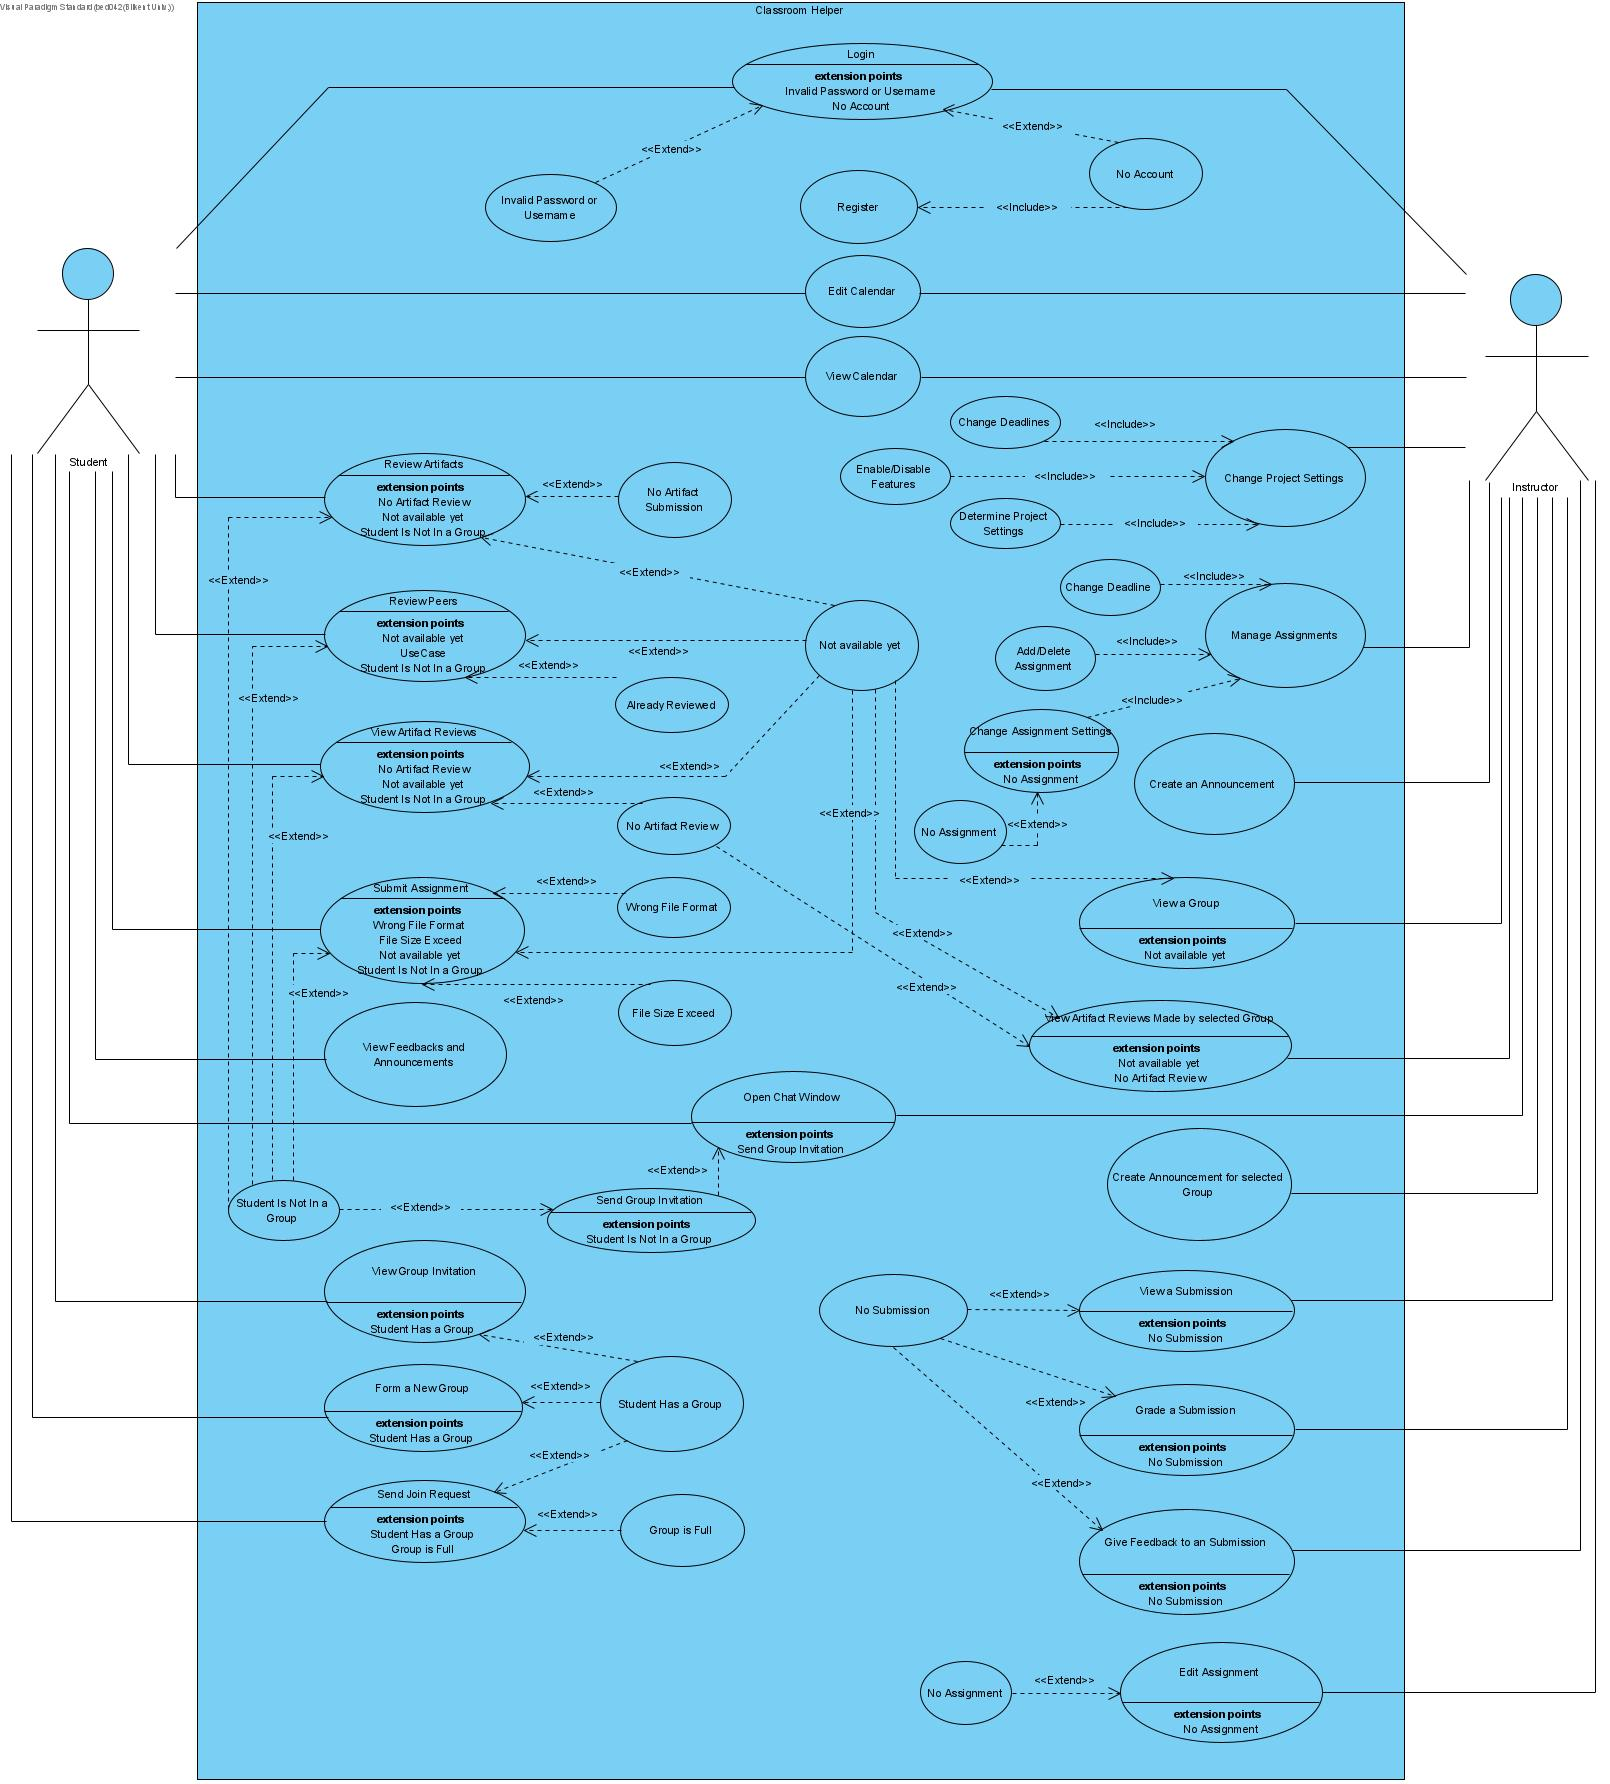 Visual Paradigm Standard(bed042(Bilkent Univ.))
Classroom Helper
Login
extension points
Invalid Password or Username
No Account
<<Extend>>
<<Extend>>
No Account
Invalid Password or
Username
Register
<<Include>>
Edit Calendar
View Calendar
Student
Instructor
Change Deadlines
<<Include>>
Enable/Disable
Features
<<Include>>
Change Project Settings
Determine Project
Settings
<<Include>>
Review Artifacts
extension points
No Artifact Review
Not available yet
Student Is Not In a Group
<<Extend>>
No Artifact
Submission
<<Extend>>
<<Extend>>
Change Deadline
<<Include>>
Review Peers
extension points
Not available yet
UseCase
Student Is Not In a Group
<<Extend>>
<<Extend>>
Not available yet
Add/Delete
Assignment
<<Include>>
Manage Assignments
<<Extend>>
Already Reviewed
<<Include>>
View Artifact Reviews
extension points
No Artifact Review
Not available yet
Student Is Not In a Group
<<Extend>>
<<Extend>>
Change Assignment Settings
extension points
No Assignment
Create an Announcement
<<Extend>>
No Artifact Review
<<Extend>>
No Assignment
<<Extend>>
Submit Assignment
extension points
Wrong File Format
File Size Exceed
Not available yet
Student Is Not In a Group
<<Extend>>
Wrong File Format
<<Extend>>
View a Group
extension points
Not available yet
<<Extend>>
<<Extend>>
<<Extend>>
<<Extend>>
File Size Exceed
View Artifact Reviews Made by selected Group
extension points
Not available yet
No Artifact Review
View Feedbacks and
Announcements
Open Chat Window
extension points
Send Group Invitation
<<Extend>>
Create Announcement for selected
Group
Student Is Not In a
Group
<<Extend>>
Send Group Invitation
extension points
Student Is Not In a Group
View Group Invitation
extension points
Student Has a Group
<<Extend>>
No Submission
<<Extend>>
View a Submission
extension points
No Submission
Form a New Group
extension points
Student Has a Group
<<Extend>>
Student Has a Group
<<Extend>>
Grade a Submission
extension points
No Submission
<<Extend>>
Send Join Request
extension points
Student Has a Group
Group is Full
<<Extend>>
Group is Full
<<Extend>>
Give Feedback to an Submission
extension points
No Submission
No Assignment
<<Extend>>
Edit Assignment
extension points
No Assignment